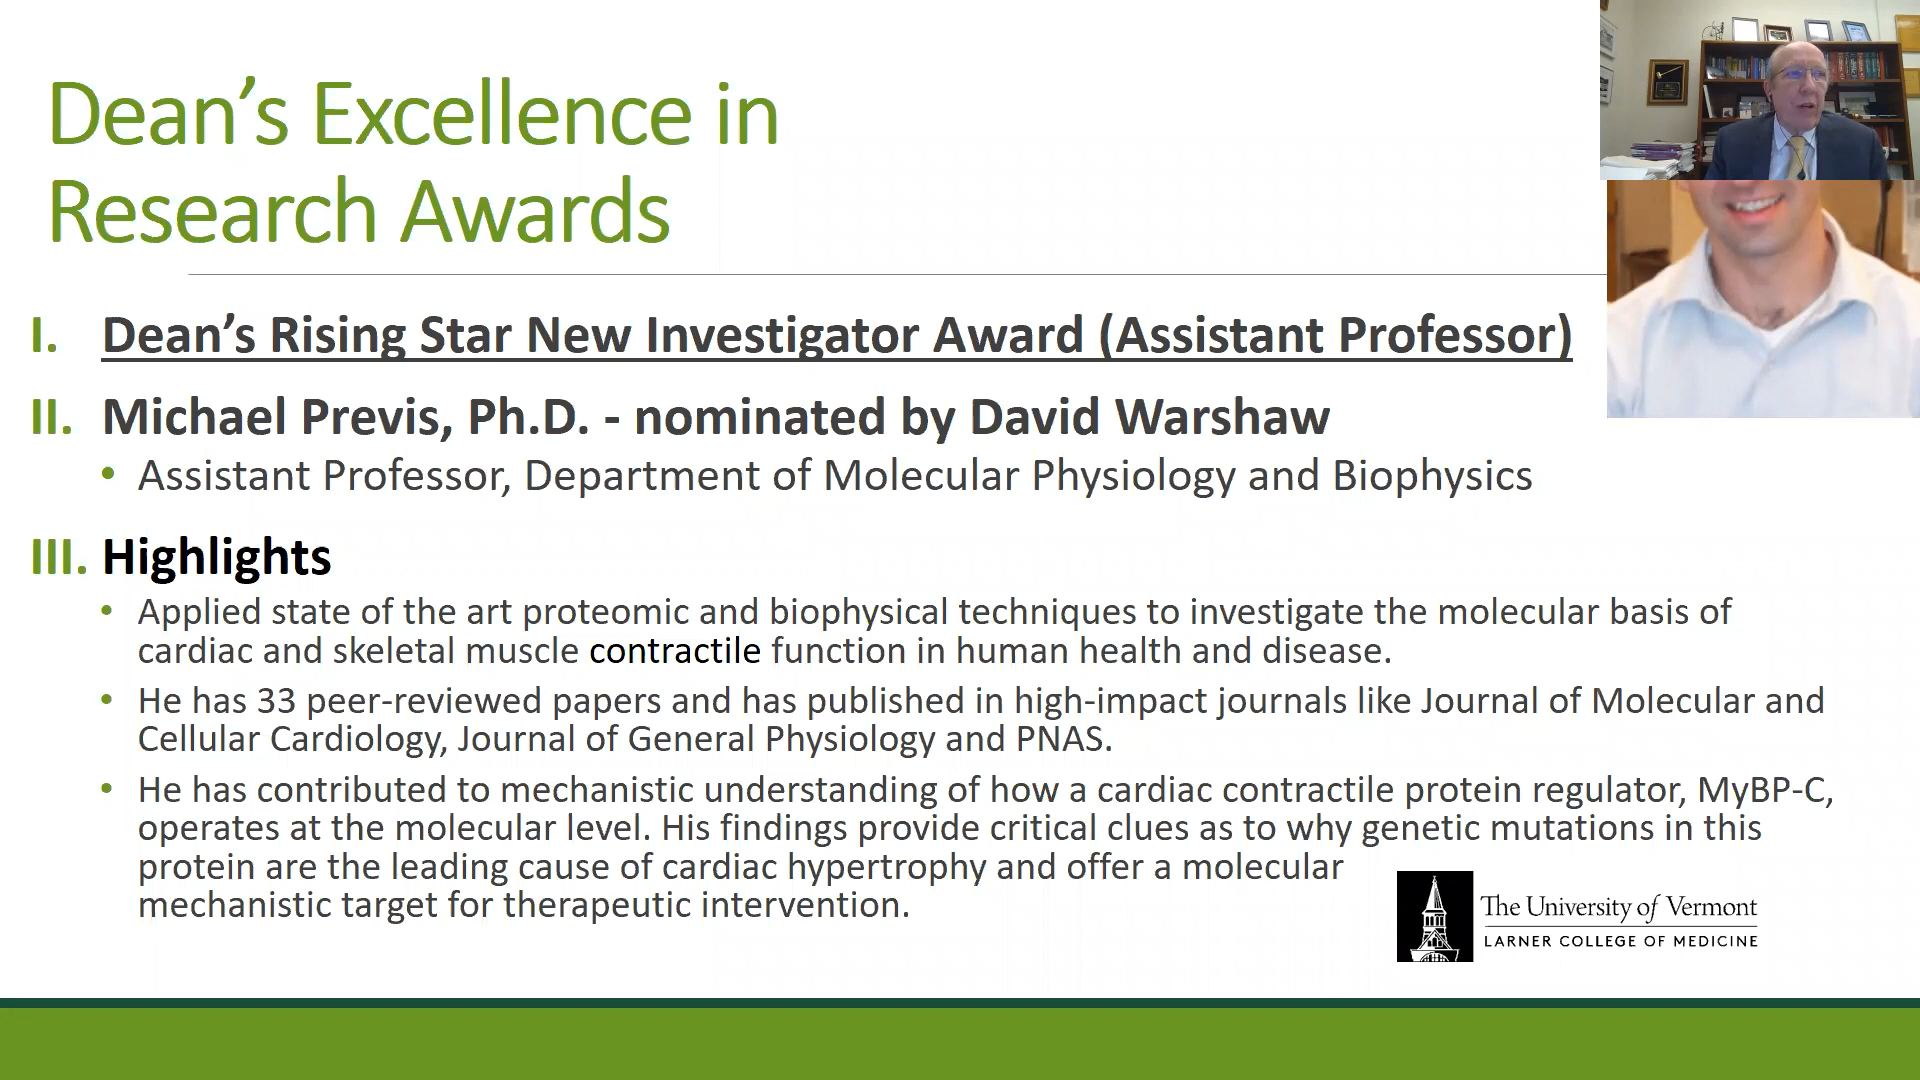 Dean’s Excellence in
Research Awards
I. Dean’s Rising Star New Investigator Award (Assistant Professor)
II. Michael Previs, Ph.D. - nominated by David Warshaw
• Assistant Professor, Department of Molecular Physiology and Biophysics
III. Highlights
• Applied state of the art proteomic and biophysical techniques to investigate the molecular basis of
cardiac and skeletal muscle contractile function in human health and disease.
• He has 33 peer-reviewed papers and has published in high-impact journals like Journal of Molecular and
Cellular Cardiology, Journal of General Physiology and PNAS.
• He has contributed to mechanistic understanding of how a cardiac contractile protein regulator, MyBP-C,
operates at the molecular level. His findings provide critical clues as to why genetic mutations in this
protein are the leading cause of cardiac hypertrophy and offer a molecular
mechanistic target for therapeutic intervention.
The University of Vermont
LARNER COLLEGE OF MEDICINE